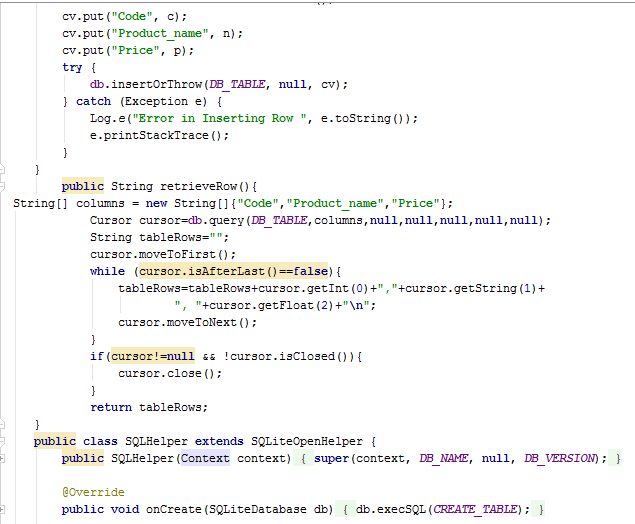 cv.put("Code", c);
cv.put("Product_name", n);
cv.put("Price", p);
try {
db.insertOrThrow(DB_TABLE, null, cv);
} catch (Exception e) {
Log.e("Error in Inserting Row ", e.toString());
e.printStackTrace();
}
}
public String retrieveRow(){
String[] columns = new String[]{"Code","Product_name","Price"};
Cursor cursor=db.query(DB_TABLE,columns,null,null,null,null,null);
String tableRows="";
cursor.moveToFirst();
while (cursor.isAfterLast()==false){
tableRows=tableRows+cursor.getInt(0)+","+cursor.getString(1)+
", "+cursor.getFloat(2)+"\n";
cursor.moveToNext();
}
if(cursor!=null && !cursor.isClosed()){
cursor.close();
}
return tableRows;
}
public class SQLHelper extends SQLiteOpenHelper {
public SQLHelper(Context context) { super(context, DB_NAME, null, DB_VERSION); }
@Override
public void onCreate(SQLiteDatabase db) { db.execSQL(CREATE_TABLE); }